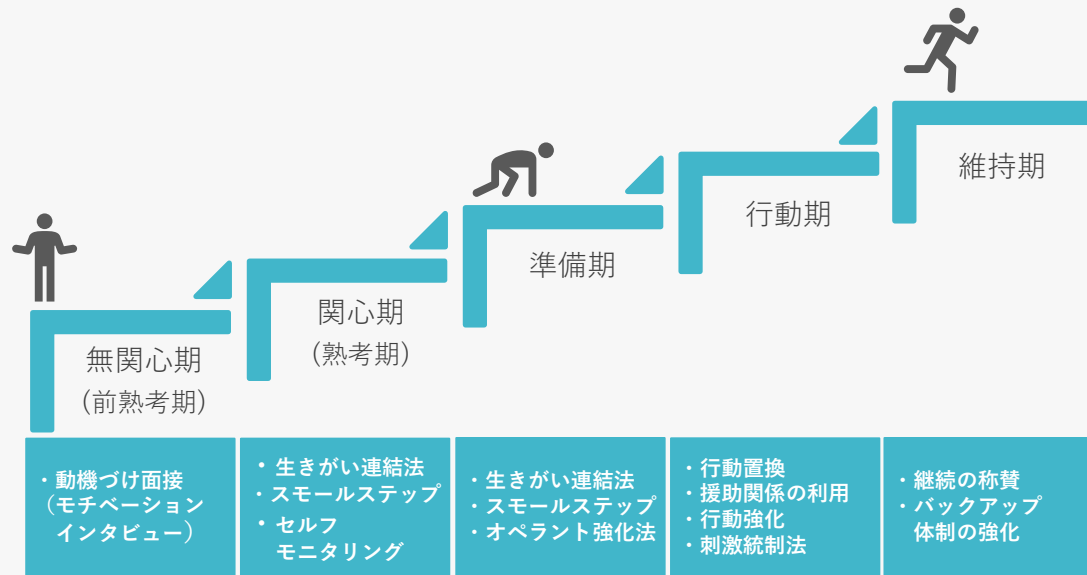 無関心期
(前熟考期)
関心期
(熟考期)
準備期
行動期
維持期
・動機づけ面接
(モチベーション
インタビュー)
・生きがい連結法
・スモールステップ
・セルフ
モニタリング
・生きがい連結法
・スモールステップ
・オペラント強化法
・行動置換
・援助関係の利用
・行動強化
・刺激統制法
・継続の称賛
・バックアップ
体制の強化